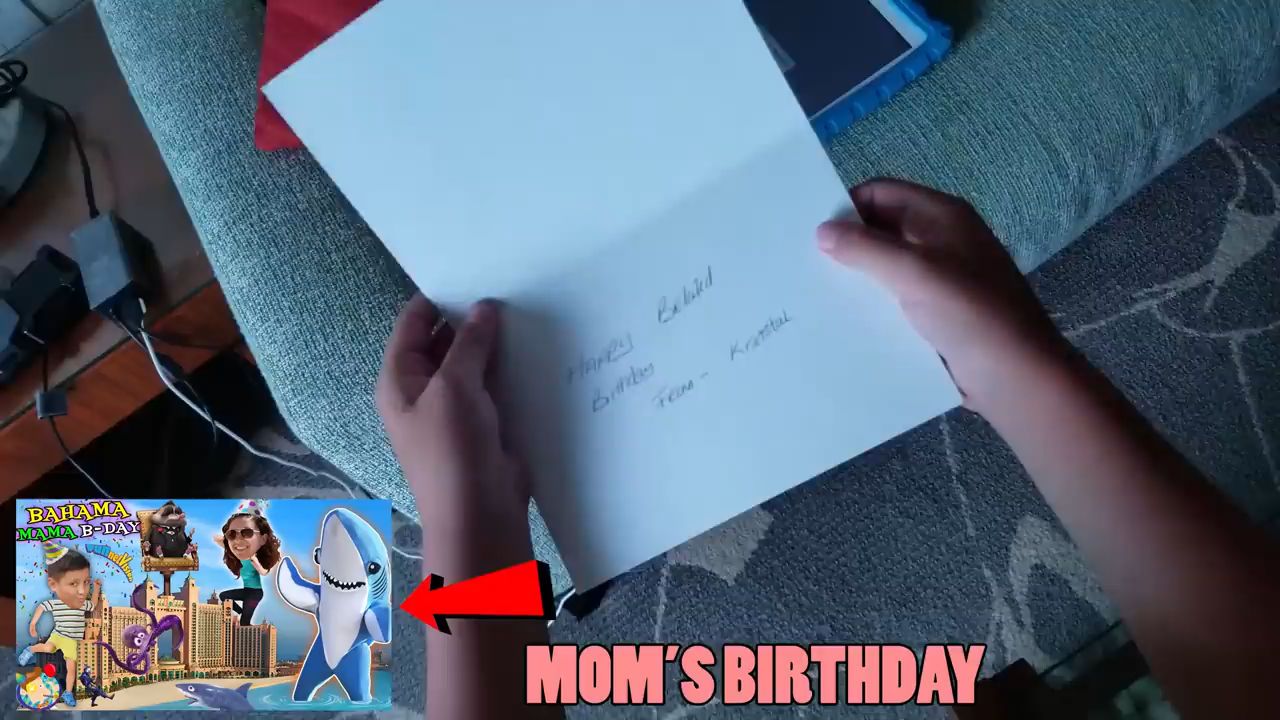 Happy Belated
Birthday
From - Krystal
BAHAMA
MAMA B-DAY
MOM'S BIRTHDAY